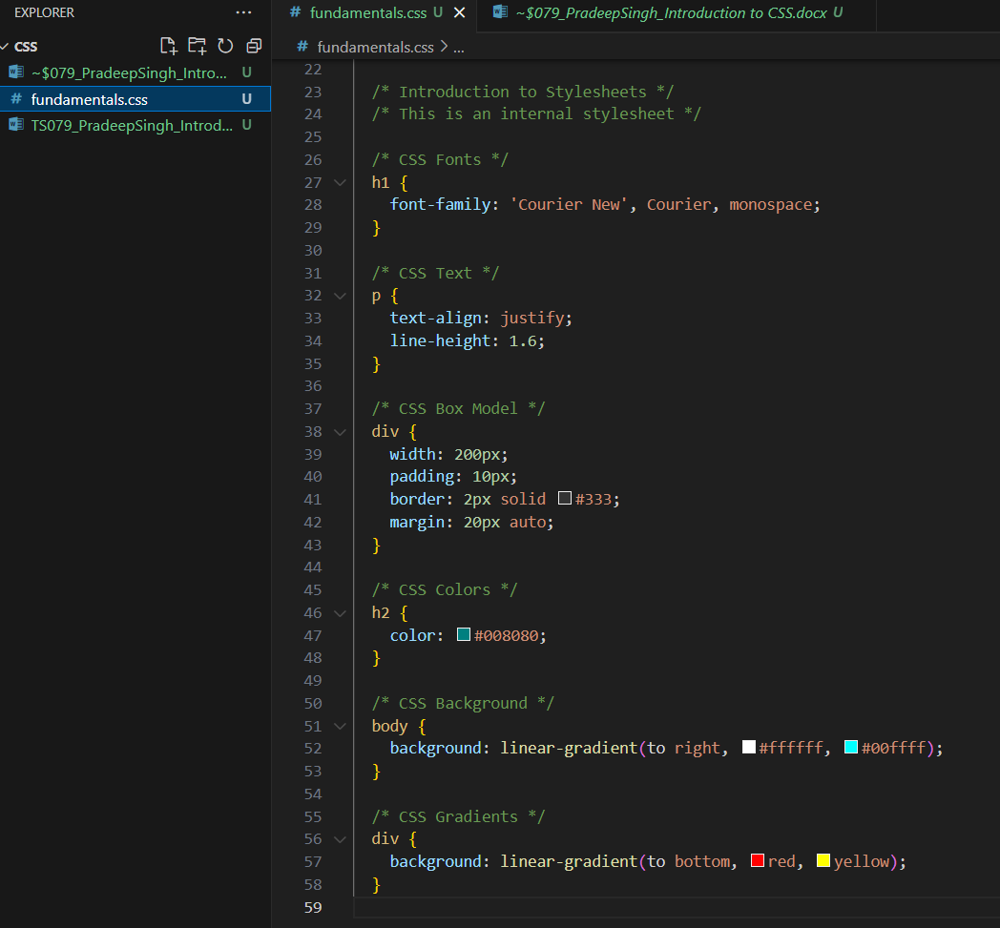 EXPLORER ...
CSS
~$079_PradeepSingh_Intro... U
fundamentals.css U
TS079_PradeepSingh_Introd... U
# fundamentals.css U ×
~$079_PradeepSingh_Introduction to CSS.docx U
# fundamentals.css > ...
22
23 /* Introduction to Stylesheets */
24 /* This is an internal stylesheet */
25
26 /* CSS Fonts */
27 h1 {
28   font-family: 'Courier New', Courier, monospace;
29 }
30
31 /* CSS Text */
32 p {
33   text-align: justify;
34   line-height: 1.6;
35 }
36
37 /* CSS Box Model */
38 div {
39   width: 200px;
40   padding: 10px;
41   border: 2px solid #333;
42   margin: 20px auto;
43 }
44
45 /* CSS Colors */
46 h2 {
47   color: #008080;
48 }
49
50 /* CSS Background */
51 body {
52   background: linear-gradient(to right, #ffffff, #00ffff);
53 }
54
55 /* CSS Gradients */
56 div {
57   background: linear-gradient(to bottom, red, yellow);
58 }
59